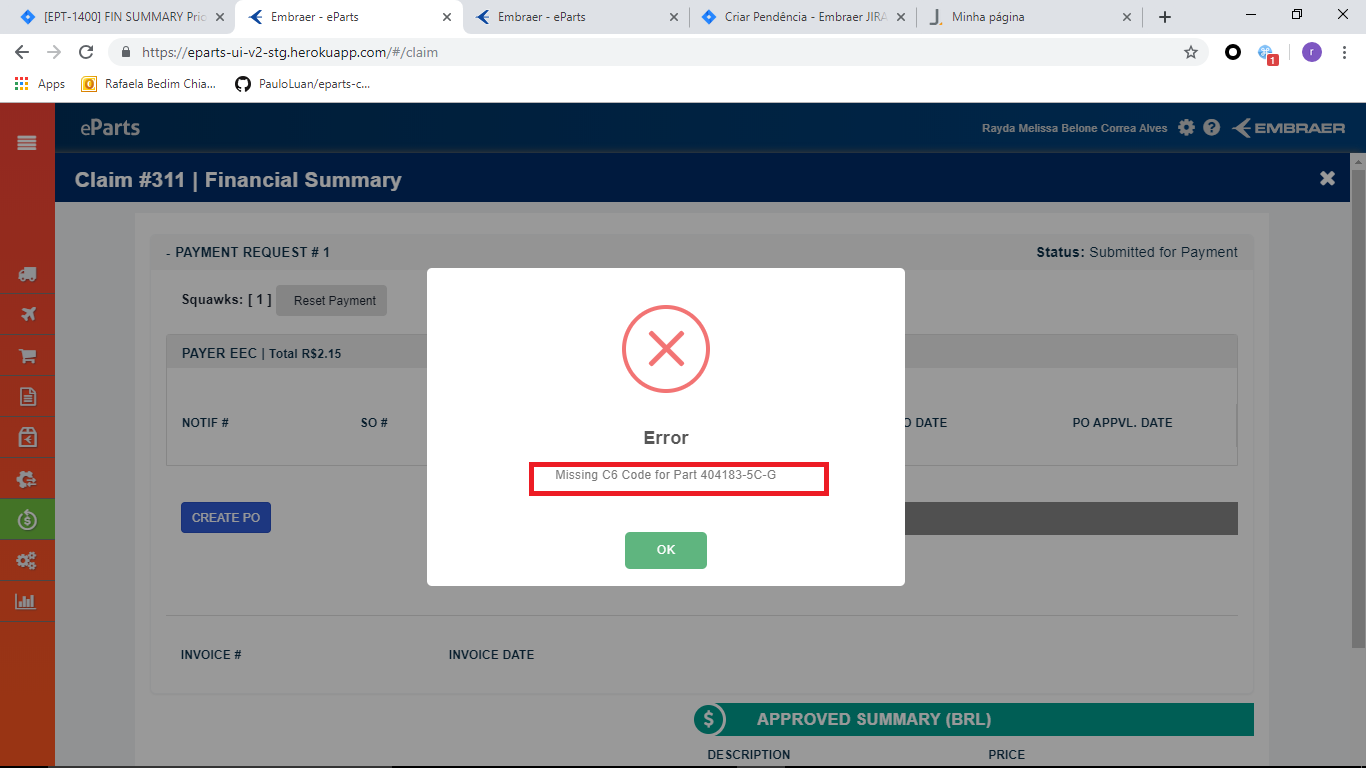 [EPT-1400] FIN SUMMARY Pric
Embraer - eParts
Embraer - eParts
Criar Pendência - Embraer JIRA
Minha página
https://eparts-ui-v2-stg.herokuapp.com/#/claim
1
r
Apps
Rafaela Bedim Chia...
PauloLuan/eparts-c...
eParts
Rayda Melissa Belone Correa Alves
EMBRAER
Claim #311 | Financial Summary
- PAYMENT REQUEST # 1
Status: Submitted for Payment
Squawks: [ 1 ]
Reset Payment
PAYER EEC | Total R$2.15
NOTIF #
SO #
O DATE
PO APPVL. DATE
Error
Missing C6 Code for Part 404183-5C-G
OK
CREATE PO
INVOICE #
INVOICE DATE
$
APPROVED SUMMARY (BRL)
DESCRIPTION
PRICE